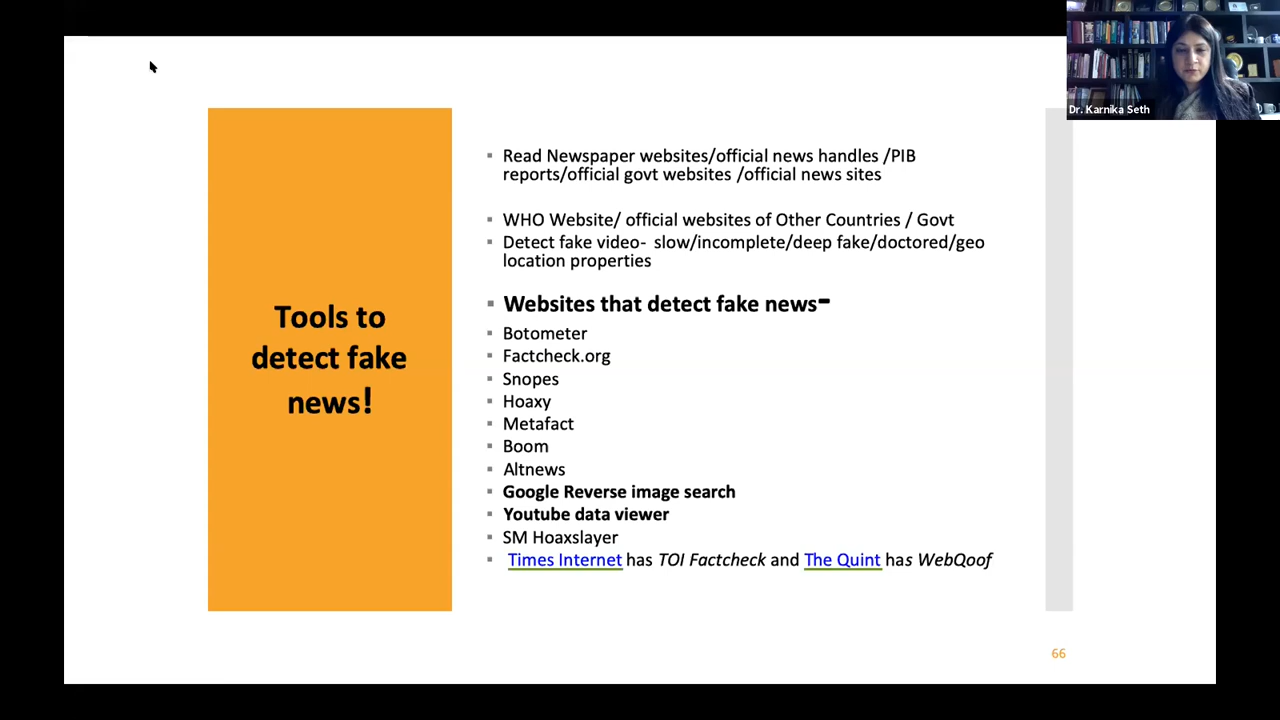 Dr. Karnika Seth
Tools to
detect fake
news!
Read Newspaper websites/official news handles /PIB
reports/official govt websites /official news sites
WHO Website/ official websites of Other Countries / Govt
Detect fake video- slow/incomplete/deep fake/doctored/geo
location properties
Websites that detect fake news-
Botometer
Factcheck.org
Snopes
Hoaxy
Metafact
Boom
Altnews
Google Reverse image search
Youtube data viewer
SM Hoaxslayer
Times Internet has TOI Factcheck and The Quint has WebQoof
66